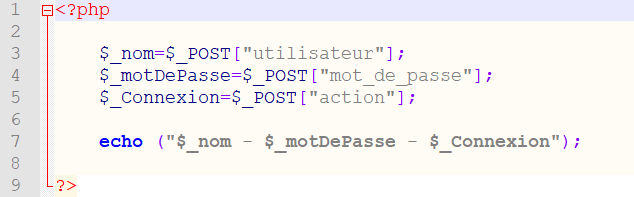 1 <?php
2
3 $_nom=$_POST["utilisateur"];
4 $_motDePasse=$_POST["mot_de_passe"];
5 $_Connexion=$_POST["action"];
6
7 echo ("$_nom - $_motDePasse - $_Connexion");
8
9 ?>